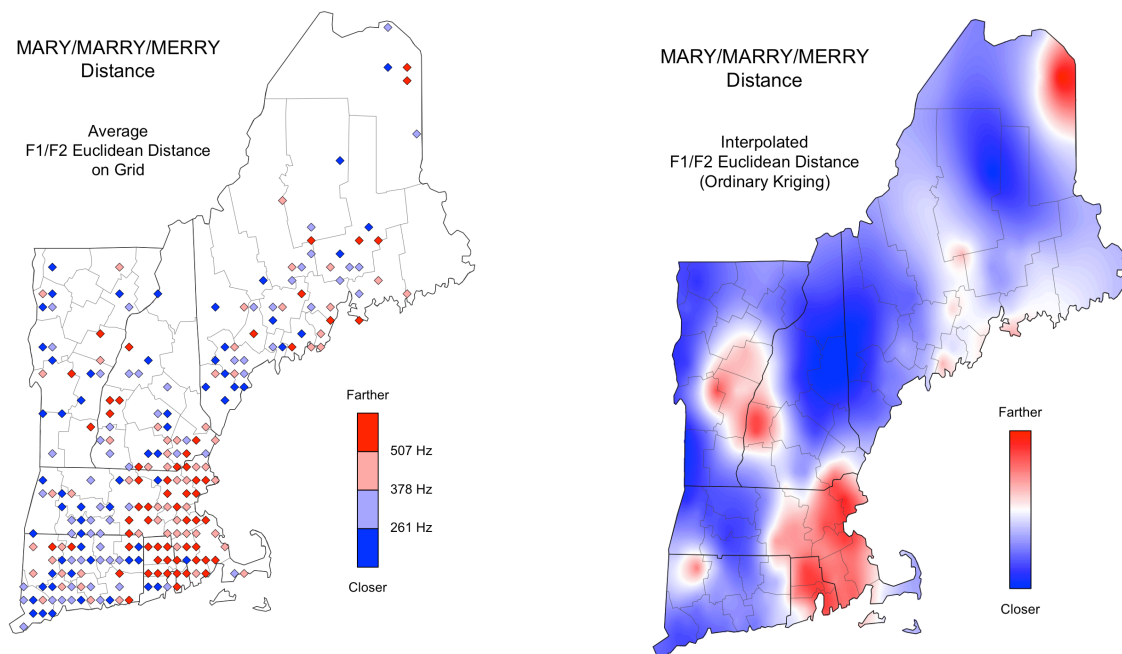 MARY/MARRY/MERRY
Distance
Average
F1/F2 Euclidean Distance
on Grid
Farther
507 Hz
378 Hz
261 Hz
Closer
MARY/MARRY/MERRY
Distance
Interpolated
F1/F2 Euclidean Distance
(Ordinary Kriging)
Farther
Closer